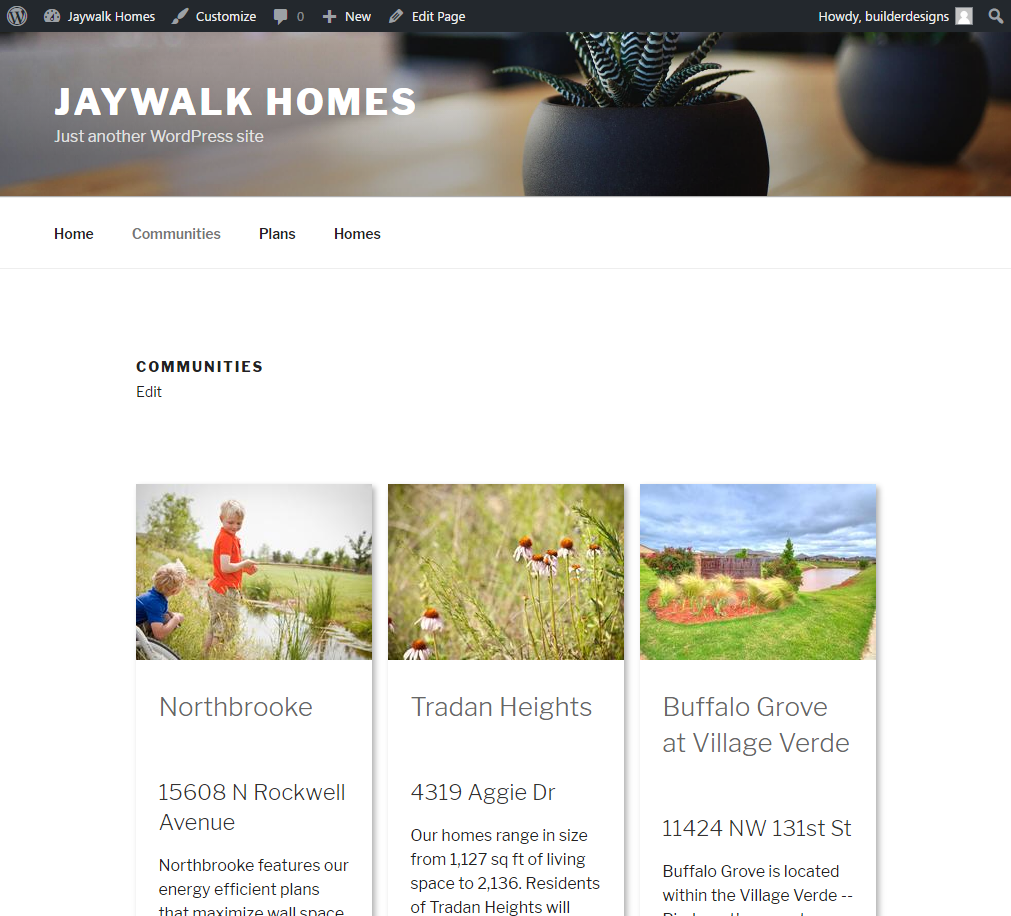 Jaywalk Homes Customize 0 New Edit Page Howdy, builderdesigns
JAYWALK HOMES
Just another WordPress site
Home Communities Plans Homes
COMMUNITIES
Edit
Northbrooke
15608 N Rockwell
Avenue
Northbrooke features our
energy efficient plans
that maximize wall space
Tradan Heights
4319 Aggie Dr
Our homes range in size
from 1,127 sq ft of living
space to 2,136. Residents
of Tradan Heights will
Buffalo Grove
at Village Verde
11424 NW 131st St
Buffalo Grove is located
within the Village Verde --